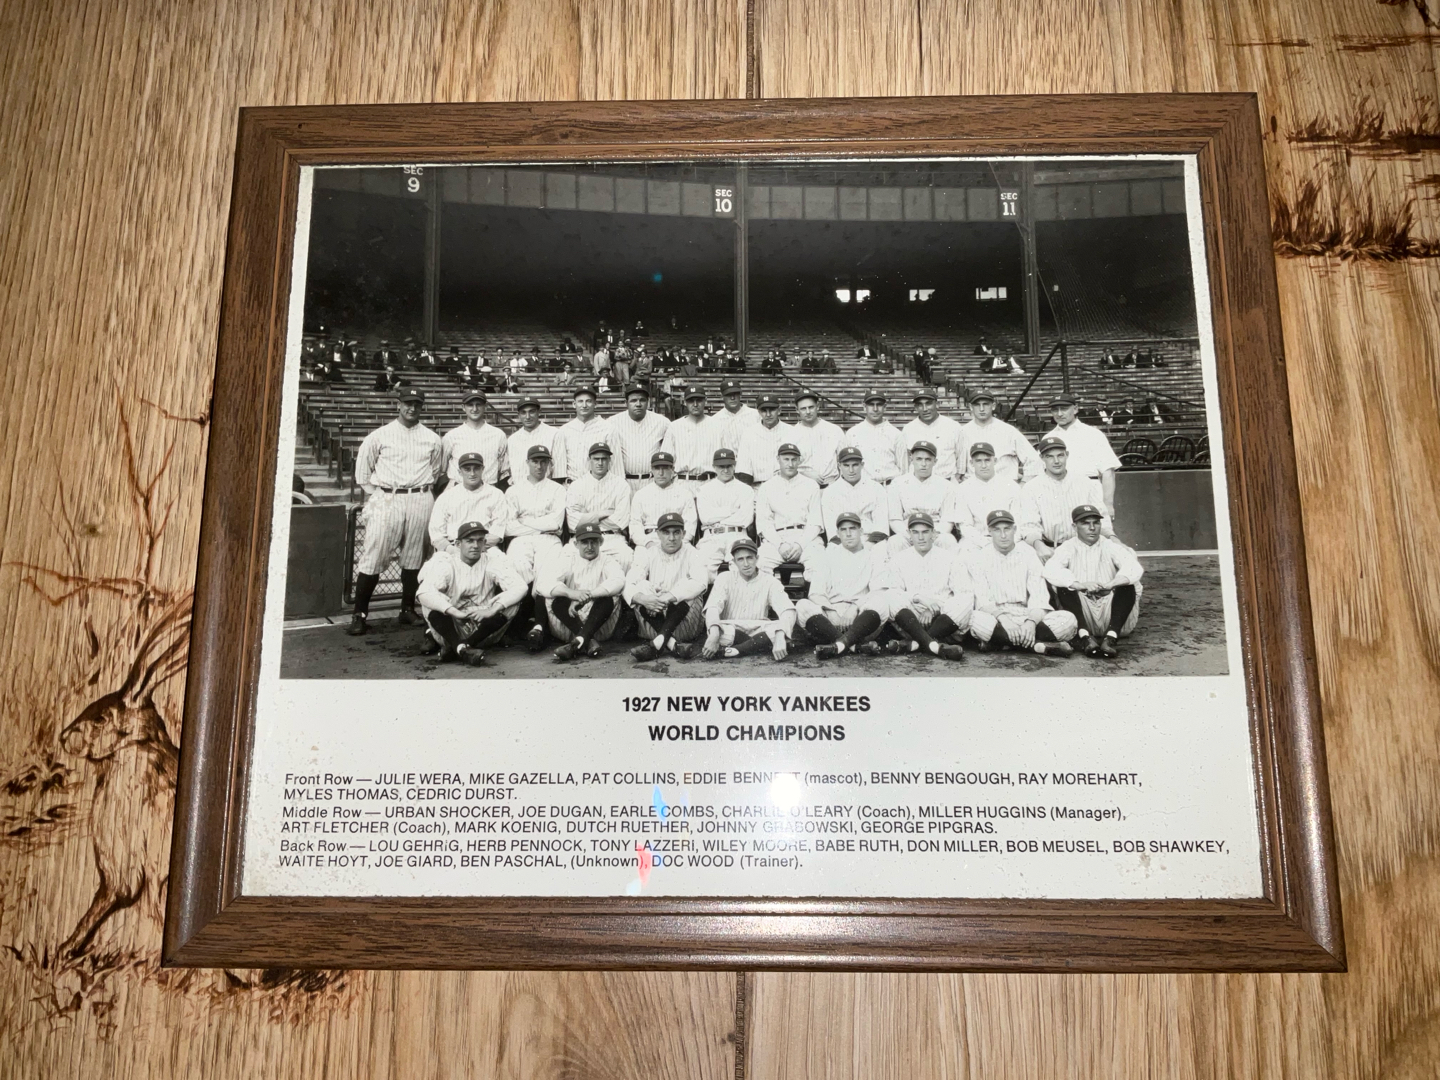 SEC
9
SEC
10
SEC
11
1927 NEW YORK YANKEES
WORLD CHAMPIONS
Front Row — JULIE WERA, MIKE GAZELLA, PAT COLLINS, EDDIE BENNETT (mascot), BENNY BENGOUGH, RAY MOREHART,
MYLES THOMAS, CEDRIC DURST.
Middle Row — URBAN SHOCKER, JOE DUGAN, EARLE COMBS, CHARLIE O'LEARY (Coach), MILLER HUGGINS (Manager),
ART FLETCHER (Coach), MARK KOENIG, DUTCH RUETHER, JOHNNY GRABOWSKI, GEORGE PIPGRAS.
Back Row — LOU GEHRIG, HERB PENNOCK, TONY LAZZERI, WILEY MOORE, BABE RUTH, DON MILLER, BOB MEUSEL, BOB SHAWKEY,
WAITE HOYT, JOE GIARD, BEN PASCHAL, (Unknown), DOC WOOD (Trainer).